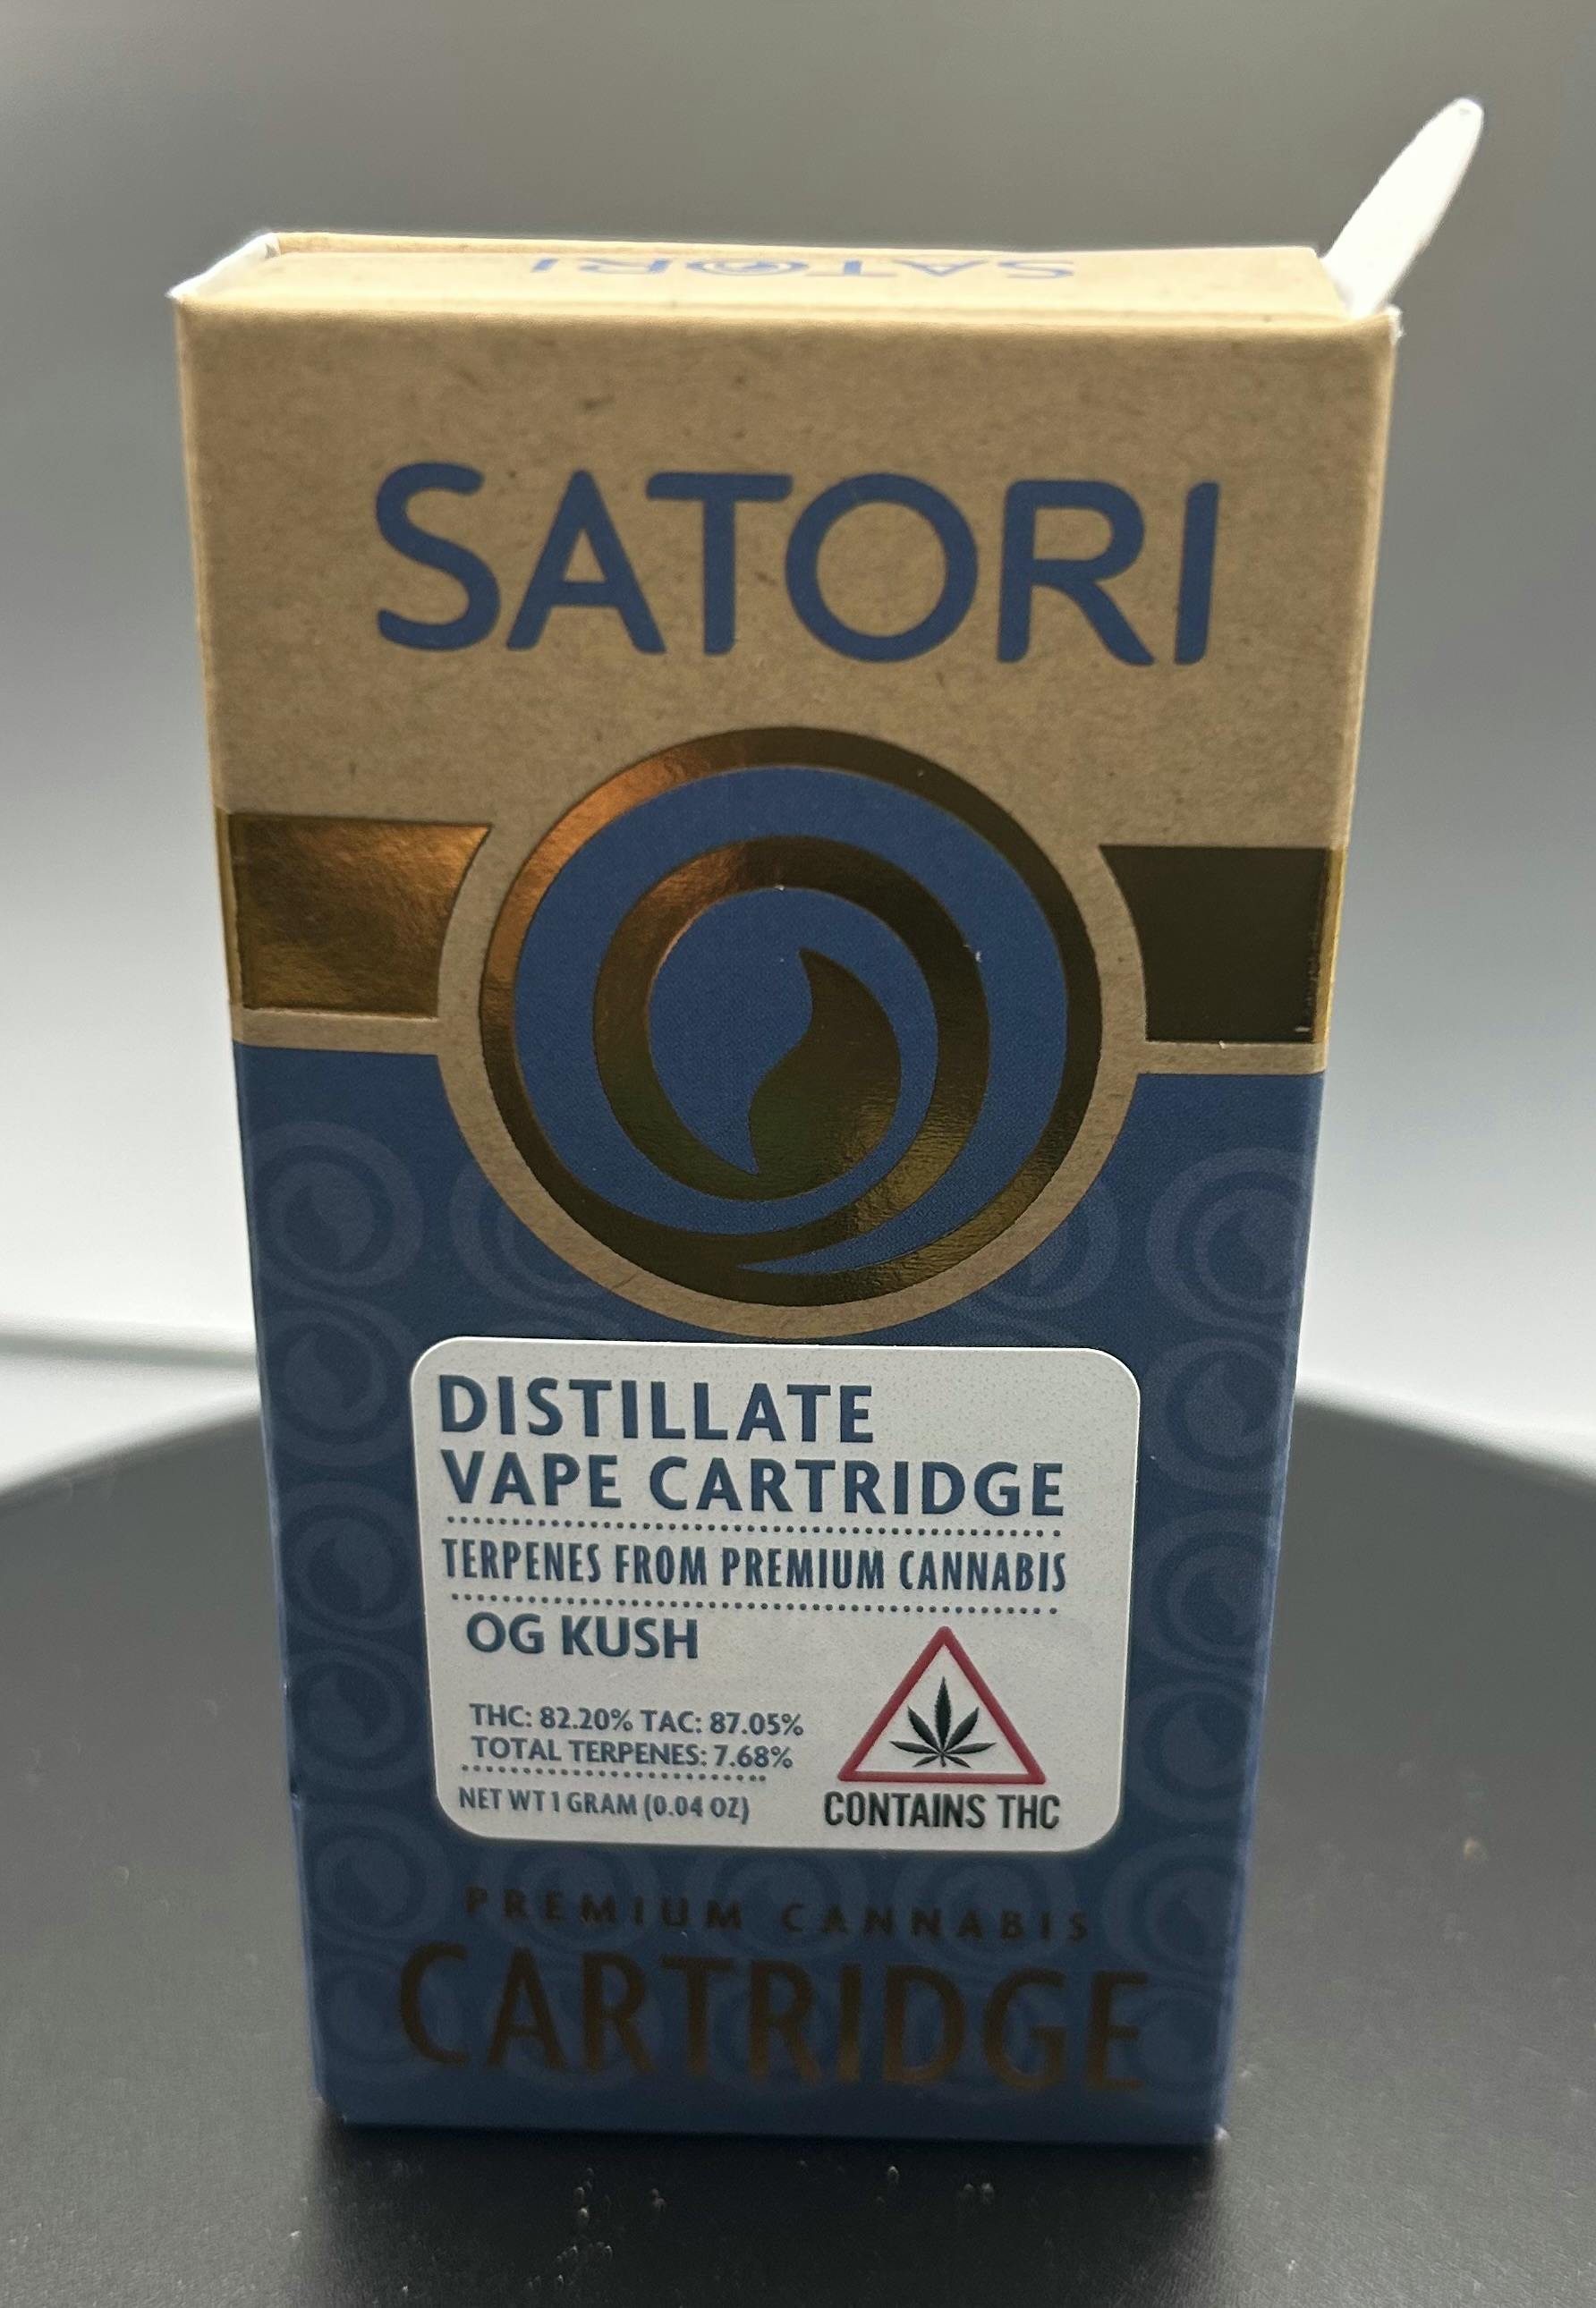 SATORI
SATORI
DISTILLATE
VAPE CARTRIDGE
TERPENES FROM PREMIUM CANNABIS
OG KUSH
THC: 82.20% TAC: 87.05%
TOTAL TERPENES: 7.68%
NET WT 1 GRAM (0.04 OZ)
CONTAINS THC
PREMIUM CANNABIS
CARTRIDGE